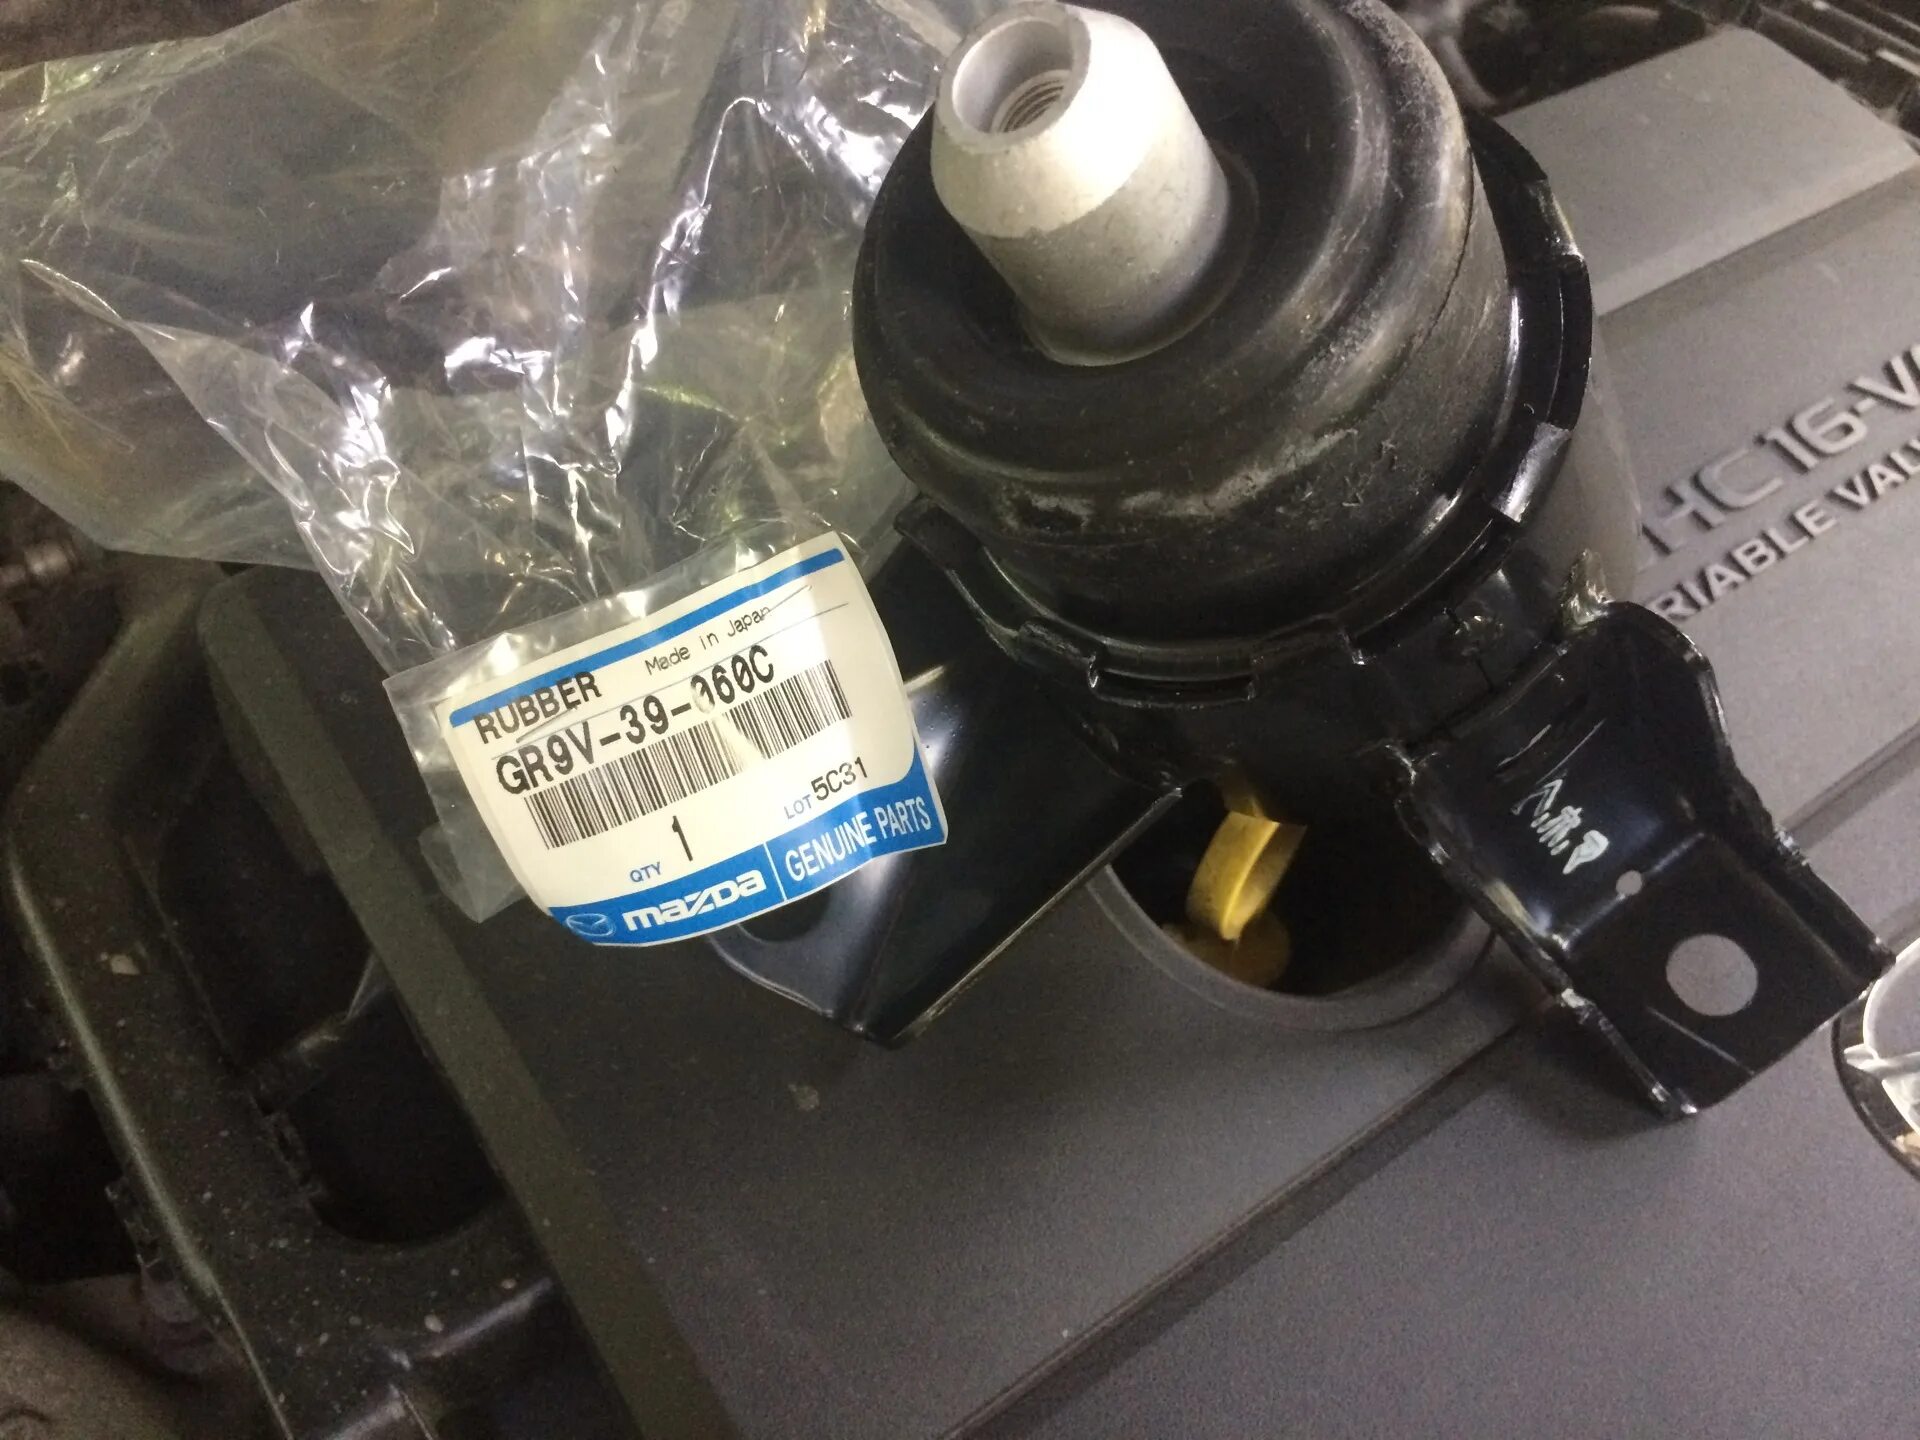 RUBBER Made in Japan
GR9V-39-060C
LOT 5C31
QTY 1
mazda GENUINE PARTS
HC 16-V
RIABLE VAL